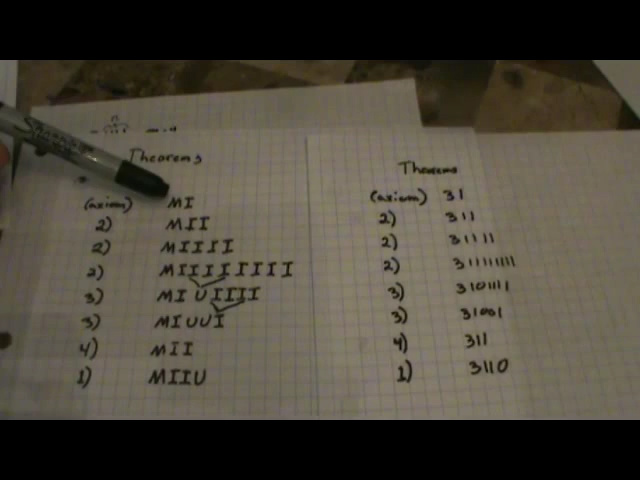 Theorems
(axiom) MI
2) MII
2) MIIII
2) MIIIIIIII
3) MIUIIII
3) MIUUI
4) MII
1) MIIU
Theorems
(axiom) 31
2) 311
2) 31111
2) 311111111
3) 3101111
3) 31001
4) 311
1) 3110